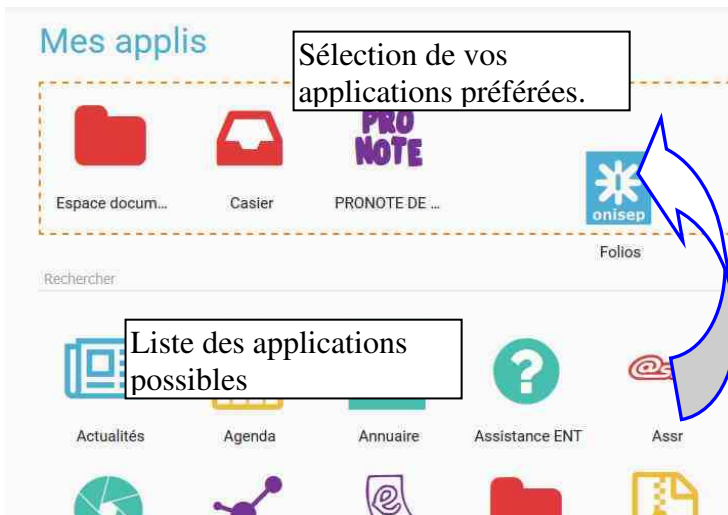 Mes applis
Sélection de vos
applications préférées.
PRO
NOTE
onisep
Espace docum...
Casier
PRONOTE DE ...
Folios
Rechercher
Liste des applications
possibles
?
Actualités
Agenda
Annuaire
Assistance ENT
Assr